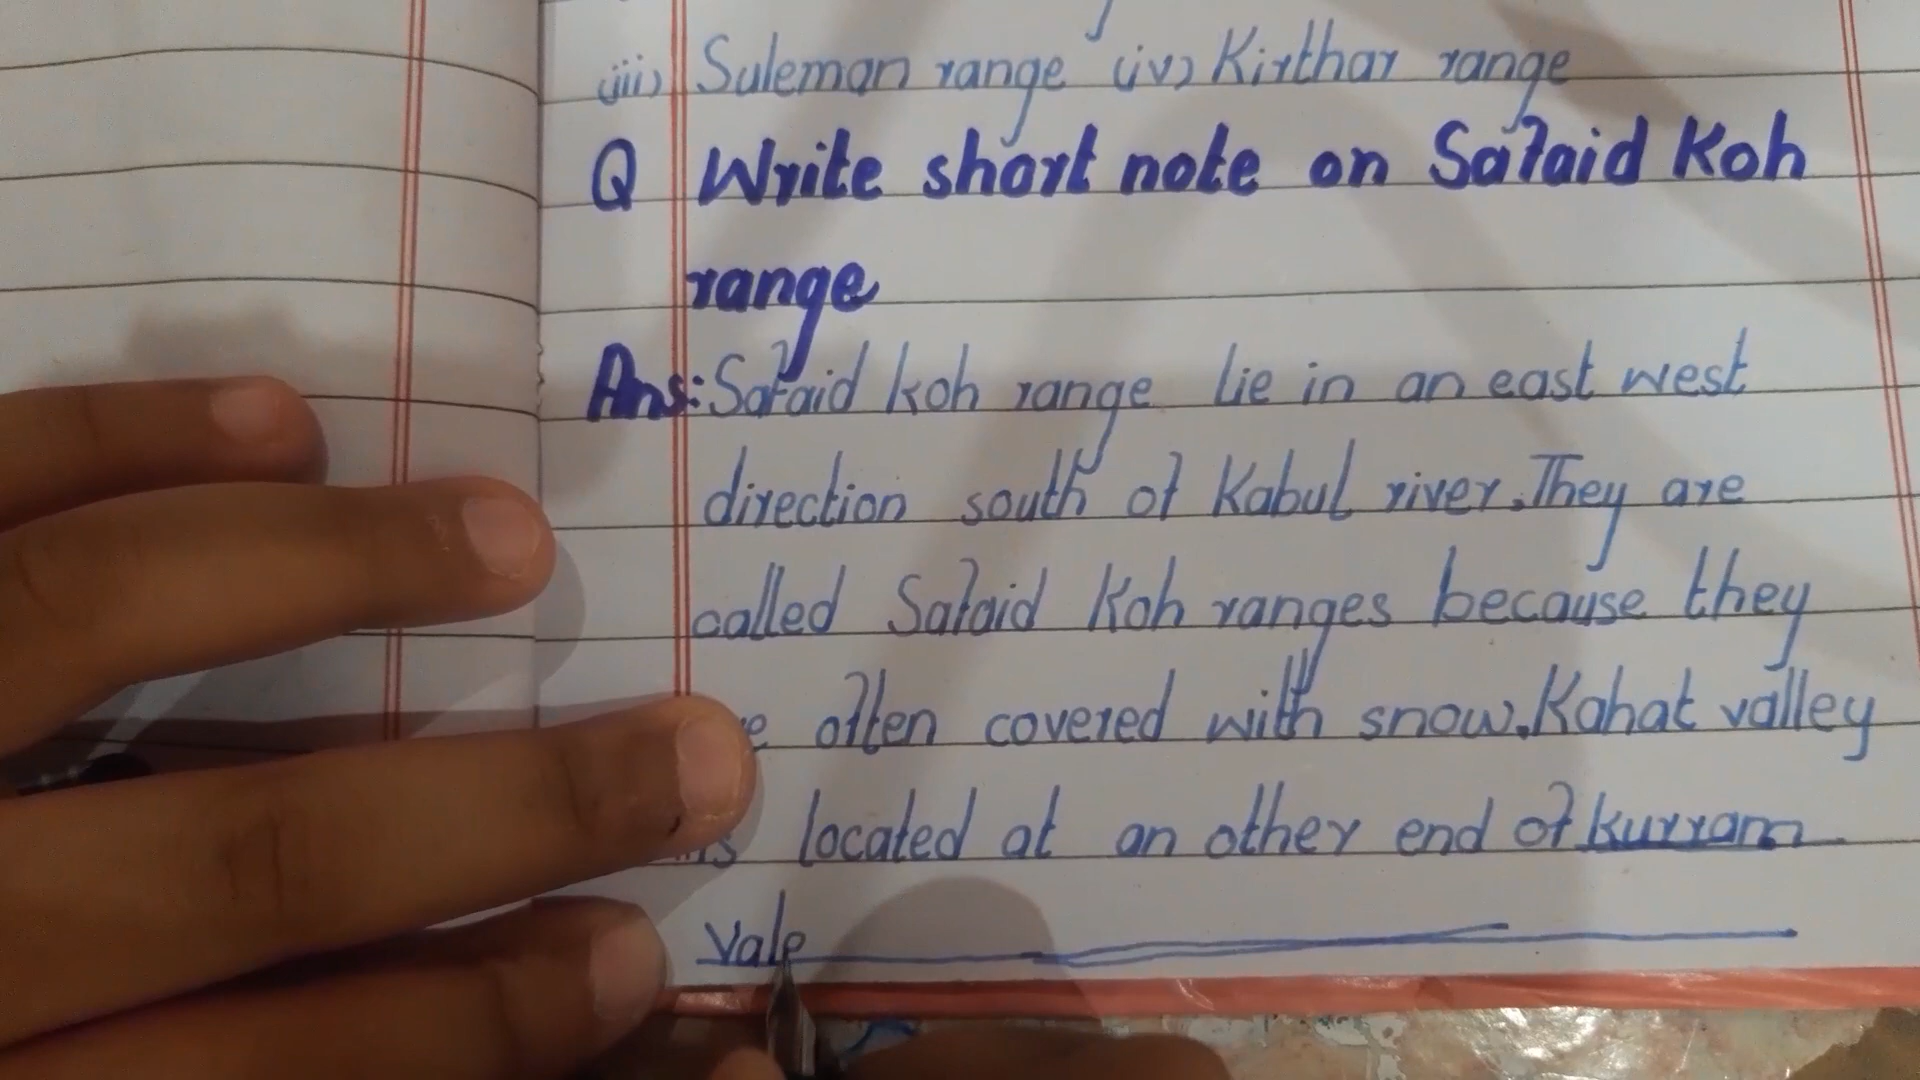 iii) Suleman range iv) Kirthar range
Q Write short note on Safaid Koh
range
Ans: Safaid koh range lie in an east west
direction south of Kabul river. They are
called Safaid Koh ranges because they
often covered with snow. Kohat valley
located at an other end of kurram
Vale